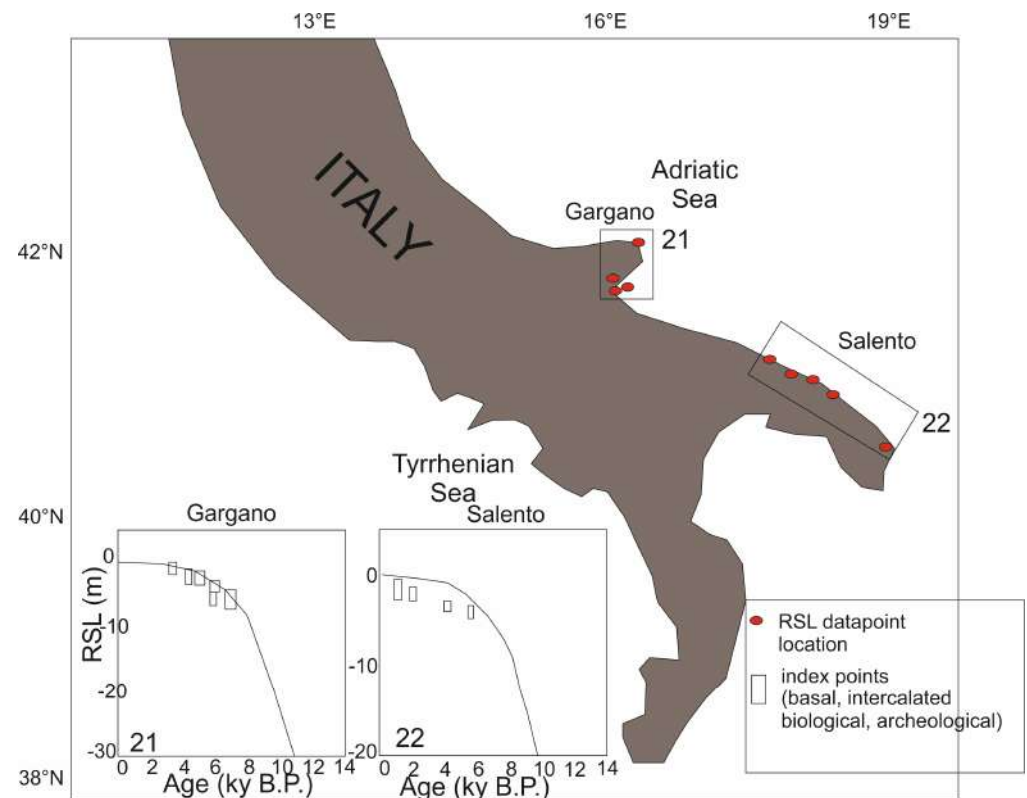 13°E
16°E
19°E
42°N
40°N
38°N
ITALY
Adriatic
Sea
Gargano
21
Salento
22
Tyrrhenian
Sea
Gargano
RSL (m)
0
-10
-20
-30
21
0 2 4 6 8 10 12 14
Age (ky B.P.)
Salento
0
-10
-20
22
0 2 4 6 8 10 12 14
Age (ky B.P.)
RSL datapoint
location
index points
(basal, intercalated
biological, archeological)